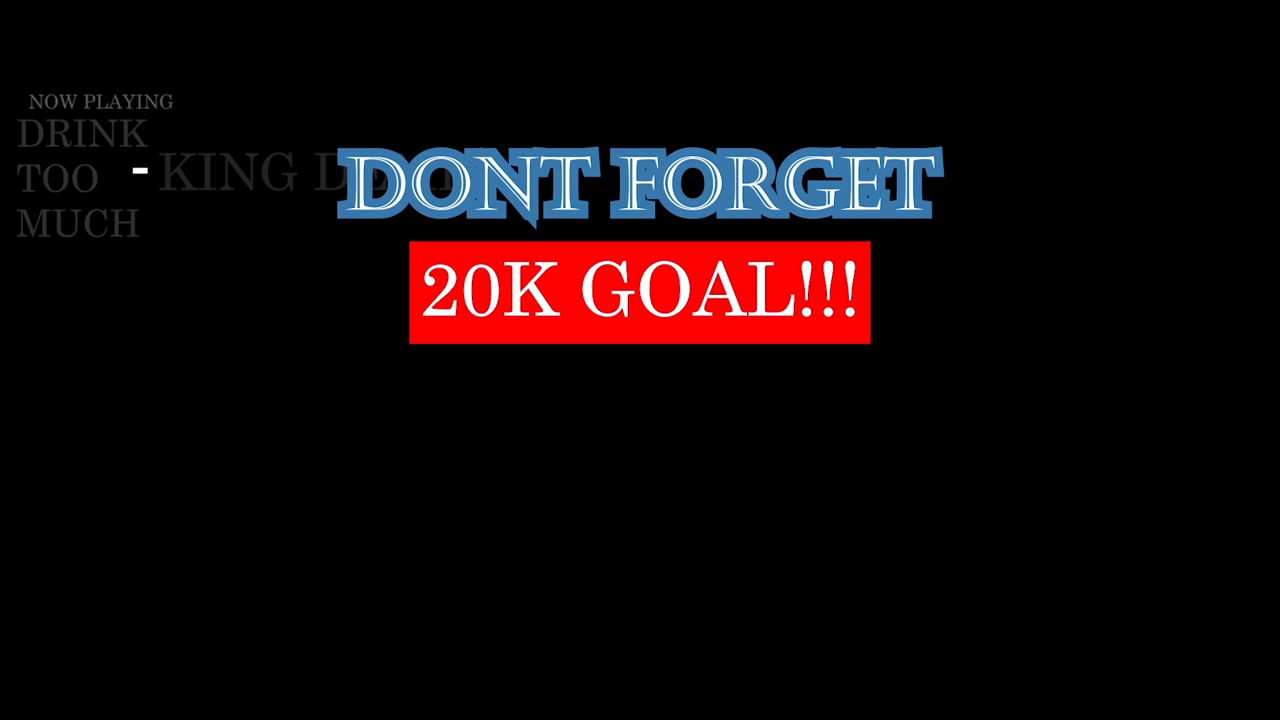 NOW PLAYING
DRINK
TOO
MUCH
- KING
DONT FORGET
20K GOAL!!!